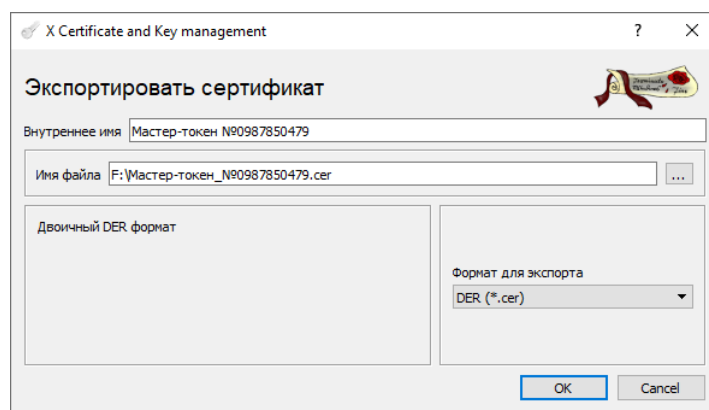 X Certificate and Key management
?
Экспортировать сертификат
Внутреннее имя Мастер-токен №0987850479
Имя файла F:\Мастер-токен_№0987850479.cer
...
Двоичный DER формат
Формат для экспорта
DER (*.cer)
OK
Cancel